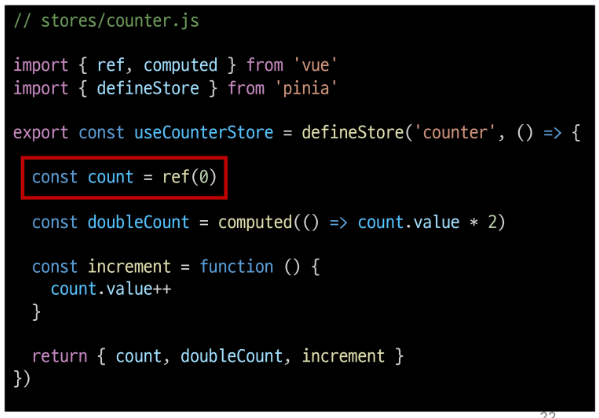 // stores/counter.js
import { ref, computed } from 'vue'
import { defineStore } from 'pinia'
export const useCounterStore = defineStore('counter', () => {
const count = ref(0)
const doubleCount = computed(() => count.value * 2)
const increment = function () {
count.value++
}
return { count, doubleCount, increment }
})